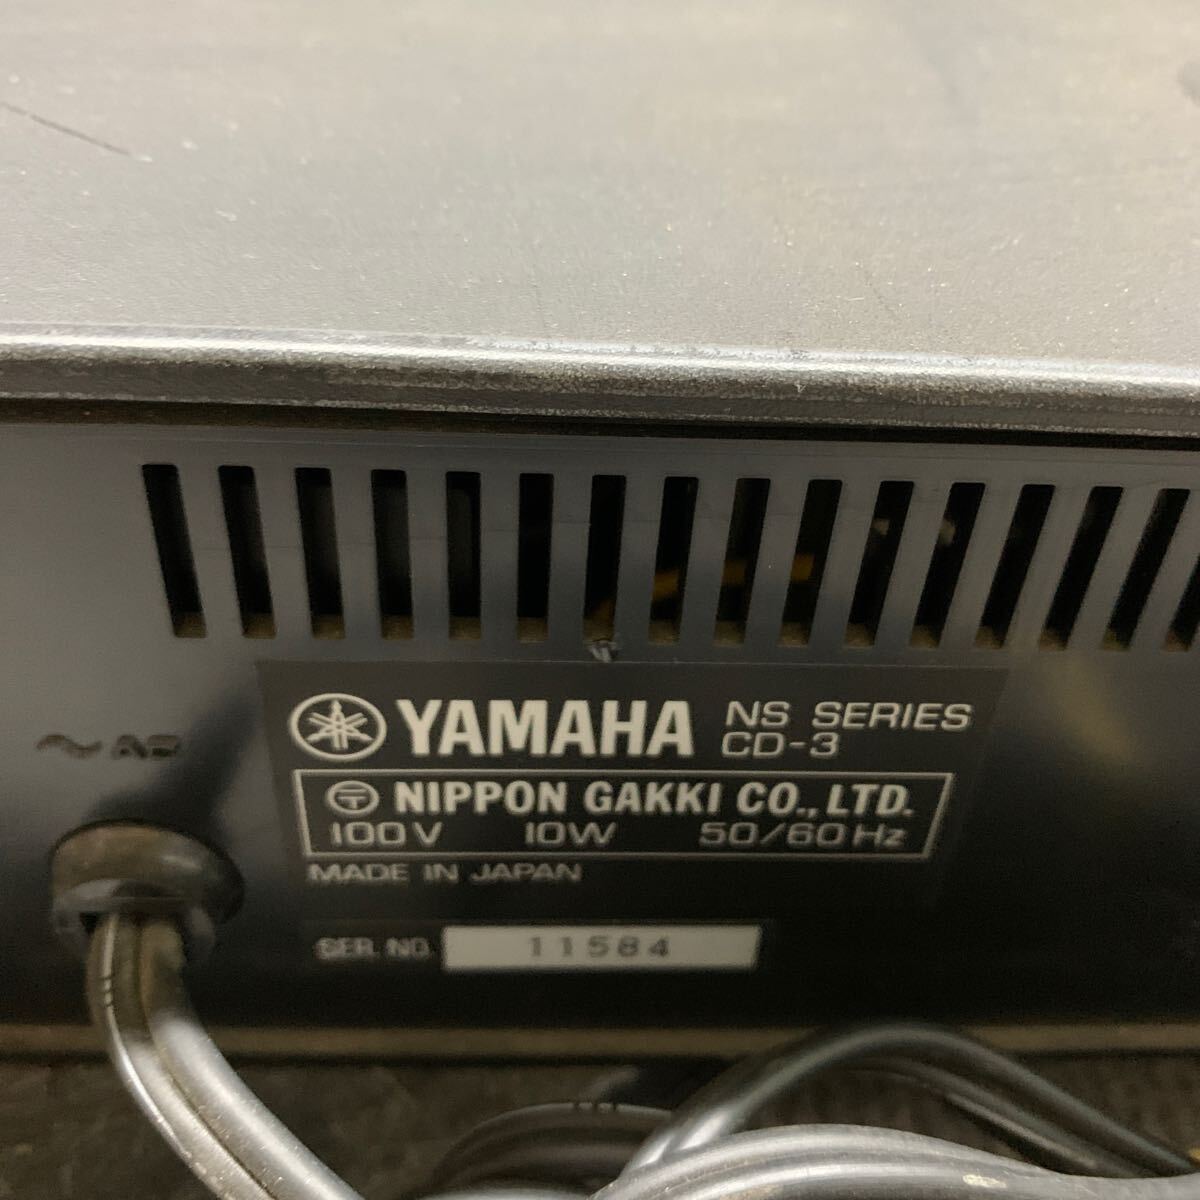 YAMAHA NS SERIES
CD-3
〒 NIPPON GAKKI CO., LTD.
100V 10W 50/60Hz
MADE IN JAPAN
SER. NO. 11584